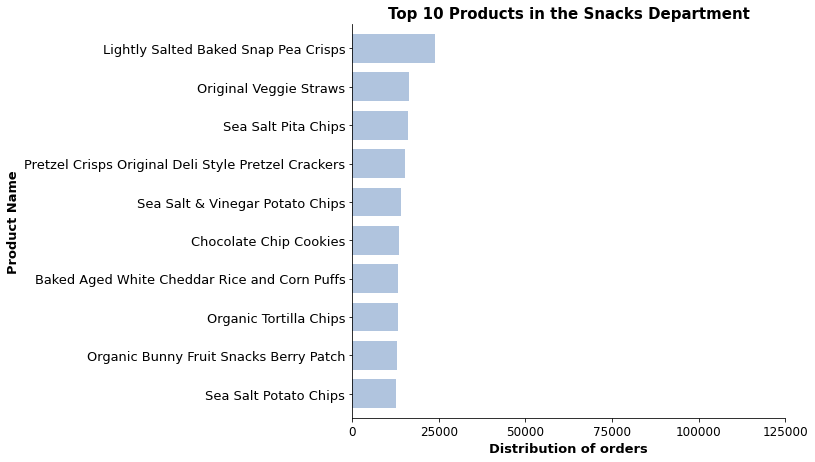 Top 10 Products in the Snacks Department
Product Name
Lightly Salted Baked Snap Pea Crisps
Original Veggie Straws
Sea Salt Pita Chips
Pretzel Crisps Original Deli Style Pretzel Crackers
Sea Salt & Vinegar Potato Chips
Chocolate Chip Cookies
Baked Aged White Cheddar Rice and Corn Puffs
Organic Tortilla Chips
Organic Bunny Fruit Snacks Berry Patch
Sea Salt Potato Chips
0 25000 50000 75000 100000 125000
Distribution of orders